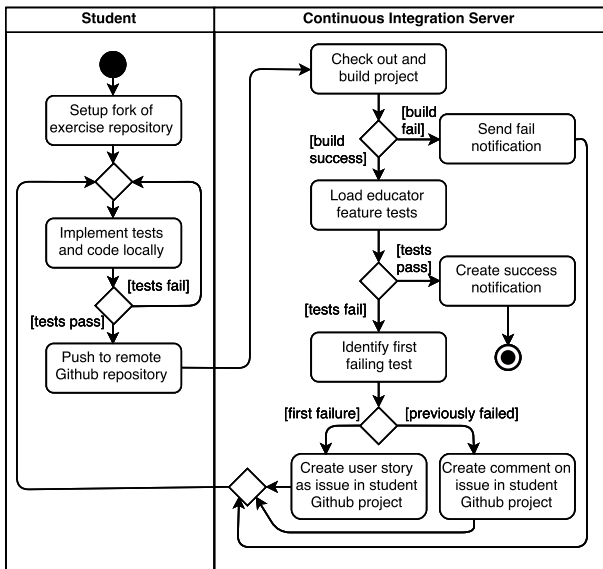 Student
Continuous Integration Server
Setup fork of
exercise repository
Implement tests
and code locally
[tests fail]
[tests pass]
Push to remote
Github repository
Check out and
build project
[build
fail]
[build
success]
Send fail
notification
Load educator
feature tests
[tests
pass]
Create success
notification
[tests fail]
Identify first
failing test
[first failure]
[previously failed]
Create user story
as issue in student
Github project
Create comment on
issue in student
Github project